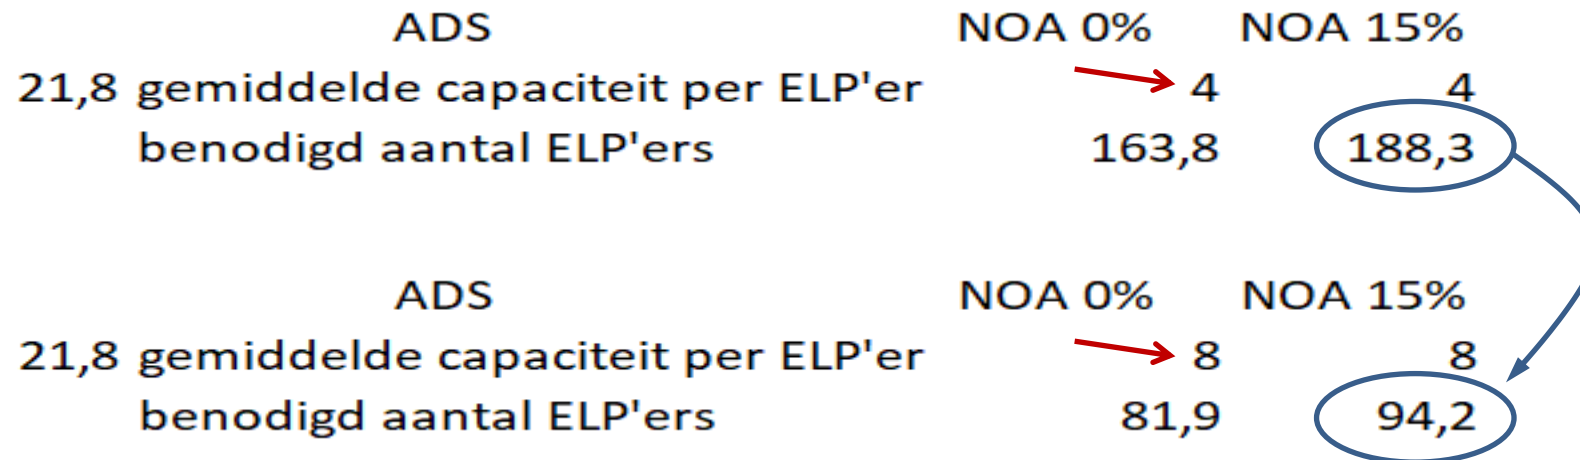 ADS NOA 0% NOA 15%
21,8 gemiddelde capaciteit per ELP'er 4 4
benodigd aantal ELP'ers 163,8 188,3
ADS NOA 0% NOA 15%
21,8 gemiddelde capaciteit per ELP'er 8 8
benodigd aantal ELP'ers 81,9 94,2